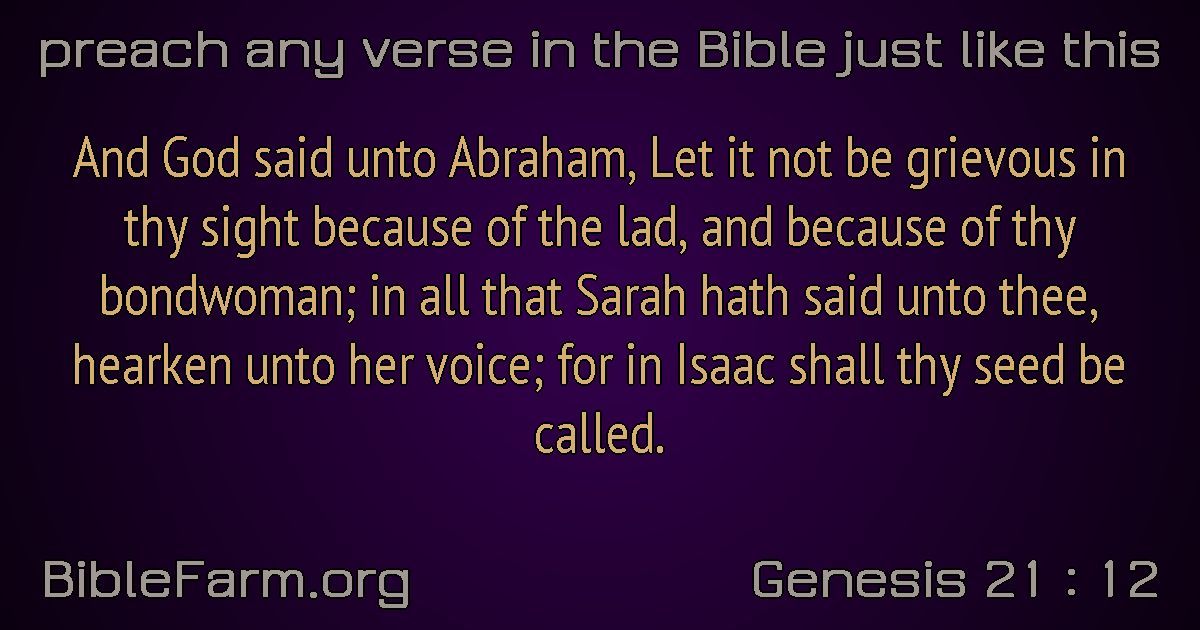 preach any verse in the Bible just like this
And God said unto Abraham, Let it not be grievous in
thy sight because of the lad, and because of thy
bondwoman; in all that Sarah hath said unto thee,
hearken unto her voice; for in Isaac shall thy seed be
called.
BibleFarm.org
Genesis 21 : 12